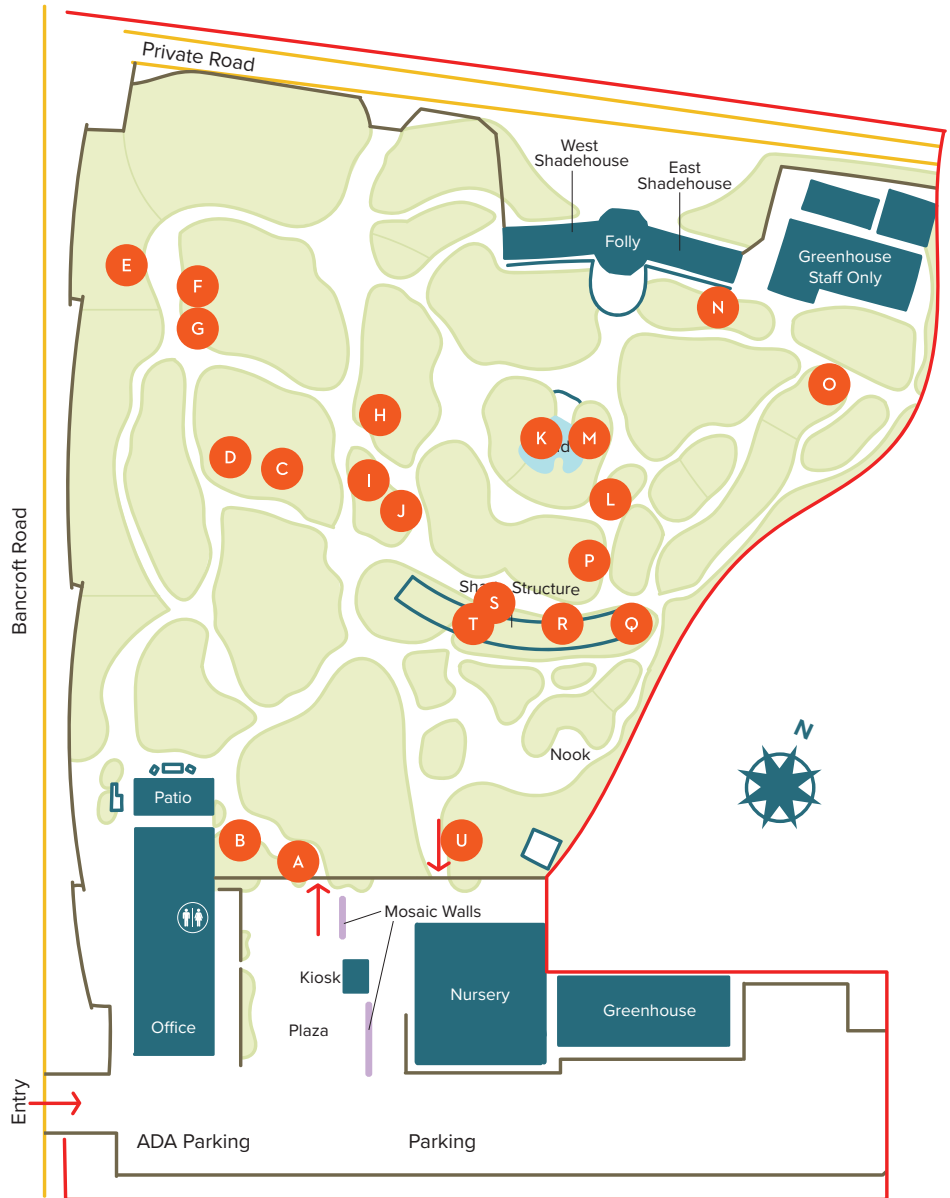 Private Road
West
Shadehouse
East
Shadehouse
Folly
Greenhouse
Staff Only
E
F
G
N
O
H
K
M
D
C
I
J
L
P
Structure
S
T
R
Q
Bancroft Road
N
Nook
Patio
B
A
U
Mosaic Walls
Kiosk
Nursery
Plaza
Office
Greenhouse
Entry
ADA Parking
Parking